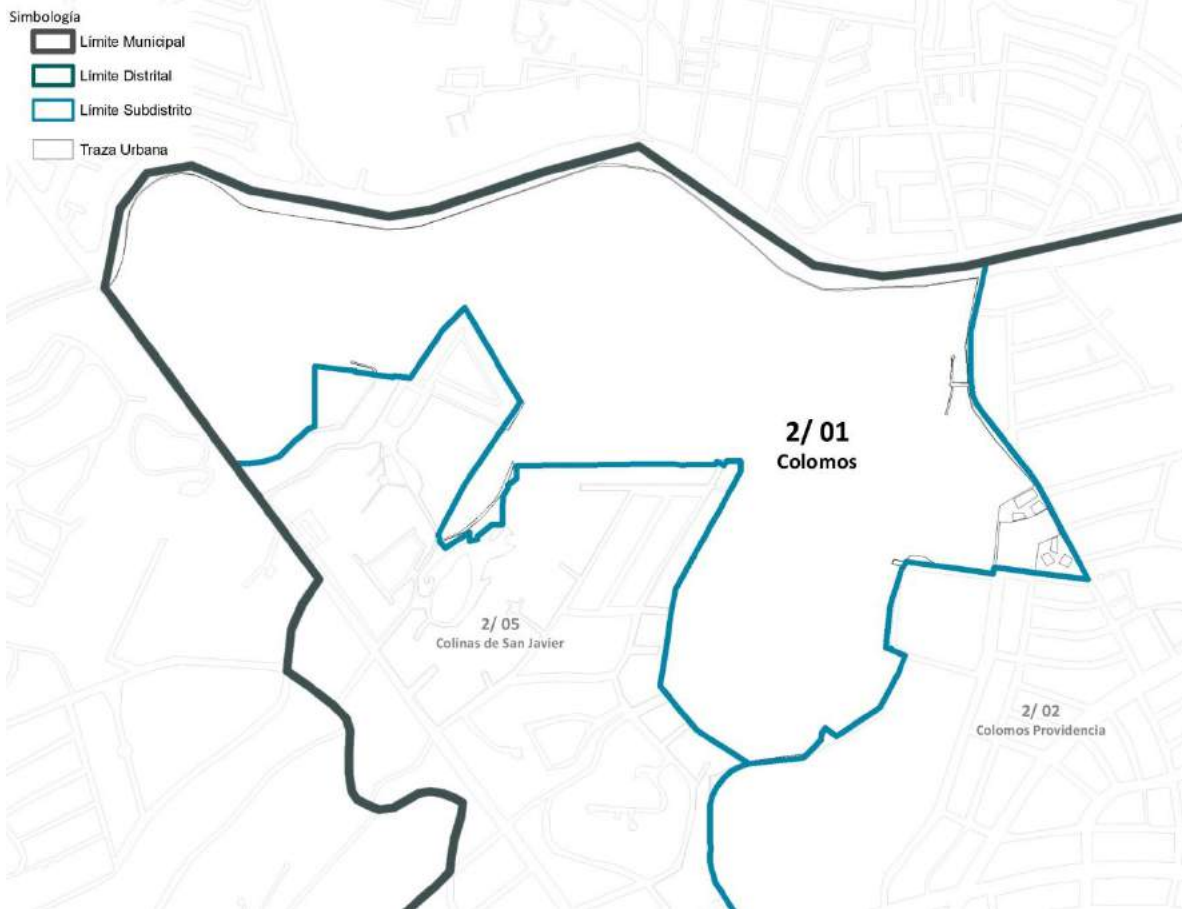 Simbología
Límite Municipal
Límite Distrital
Límite Subdistrito
Traza Urbana
2/ 01
Colomos
2/ 05
Colinas de San Javier
2/ 02
Colomos Providencia